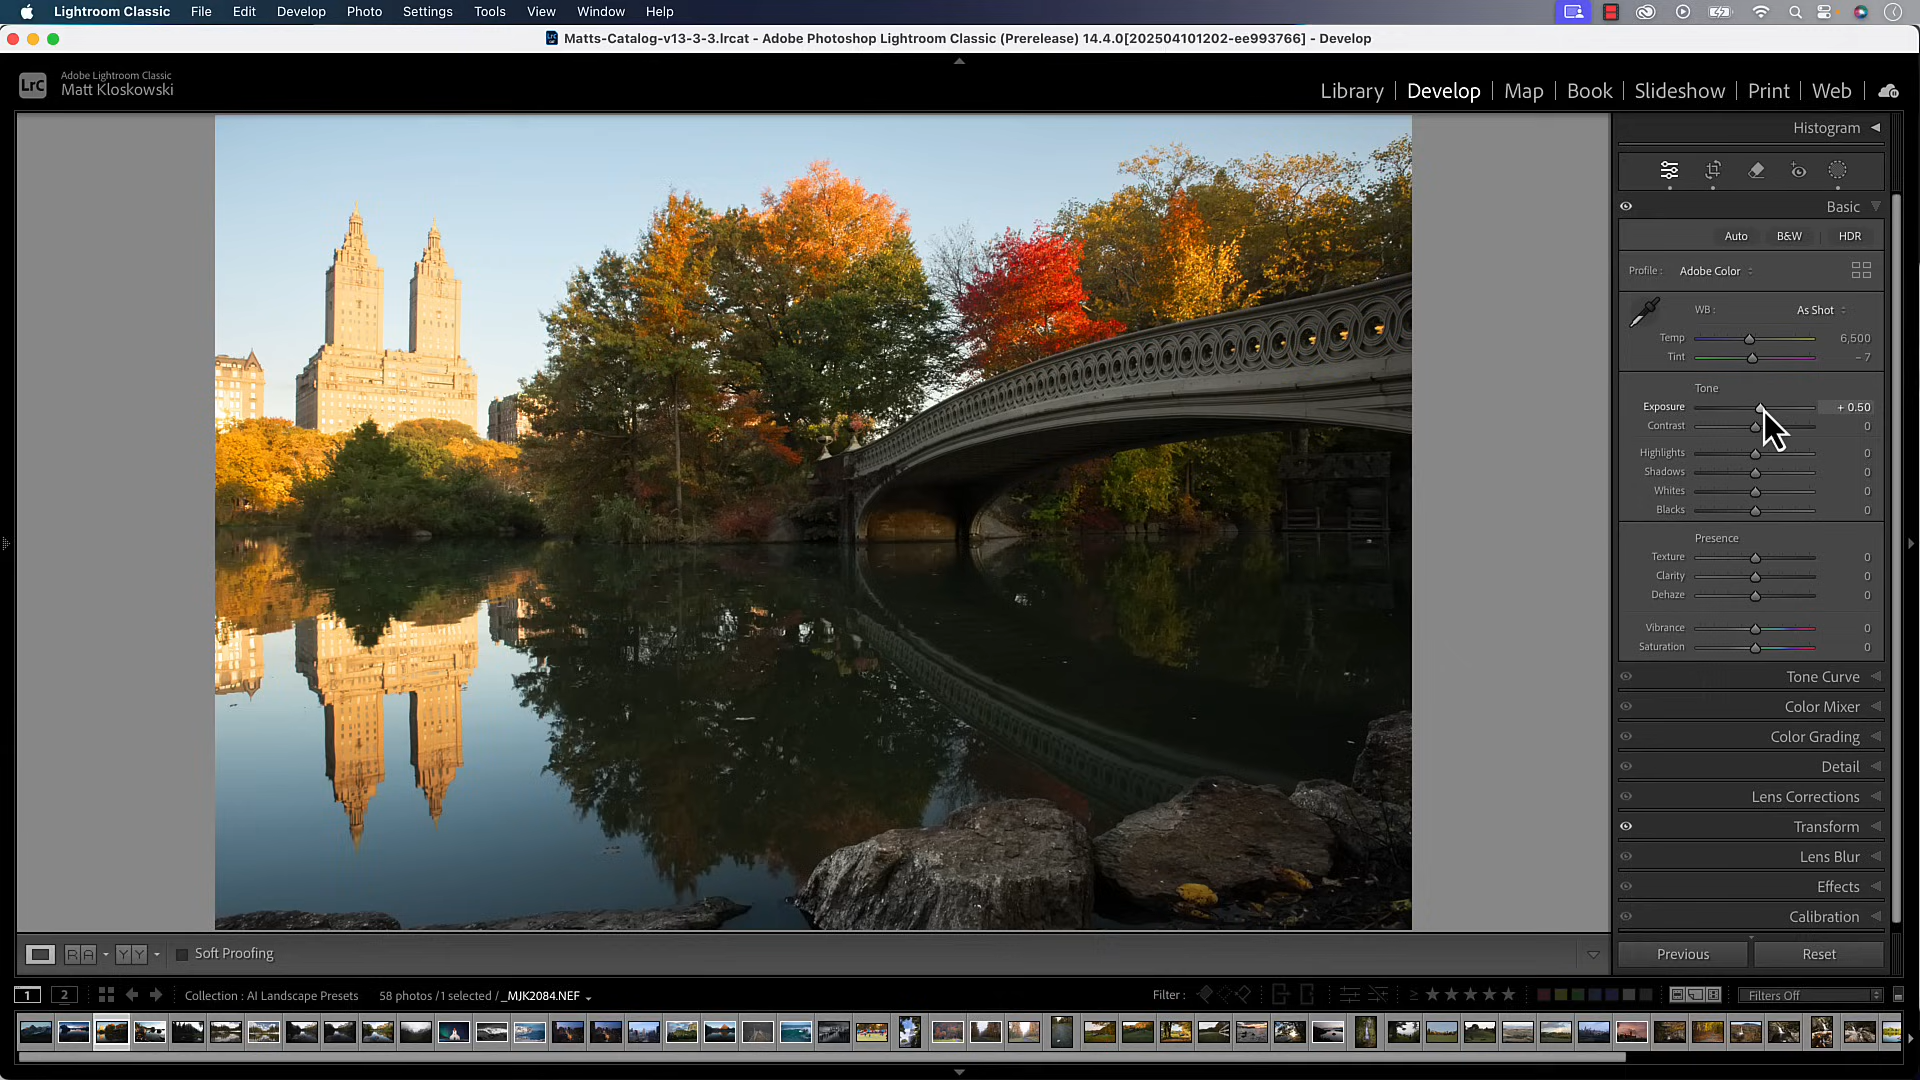 Lightroom Classic File Edit Develop Photo Settings Tools View Window Help
Matts-Catalog-v13-3-3.lrcat - Adobe Photoshop Lightroom Classic (Prerelease) 14.4.0[202504101202-ee993766] - Develop
LrC
Adobe Lightroom Classic
Matt Kloskowski
Library | Develop | Map | Book | Slideshow | Print | Web
Histogram
Basic
Auto B&W HDR
Profile : Adobe Color
WB : As Shot
Temp 6,500
Tint – 7
Tone
Exposure + 0.50
Contrast 0
Highlights 0
Shadows 0
Whites 0
Blacks 0
Presence
Texture 0
Clarity 0
Dehaze 0
Vibrance 0
Saturation 0
Tone Curve
Color Mixer
Color Grading
Detail
Lens Corrections
Transform
Lens Blur
Effects
Calibration
R A Y Y Soft Proofing
Previous Reset
1 2 Collection : AI Landscape Presets 58 photos /1 selected / _MJK2084.NEF Filter : ≥ Filters Off